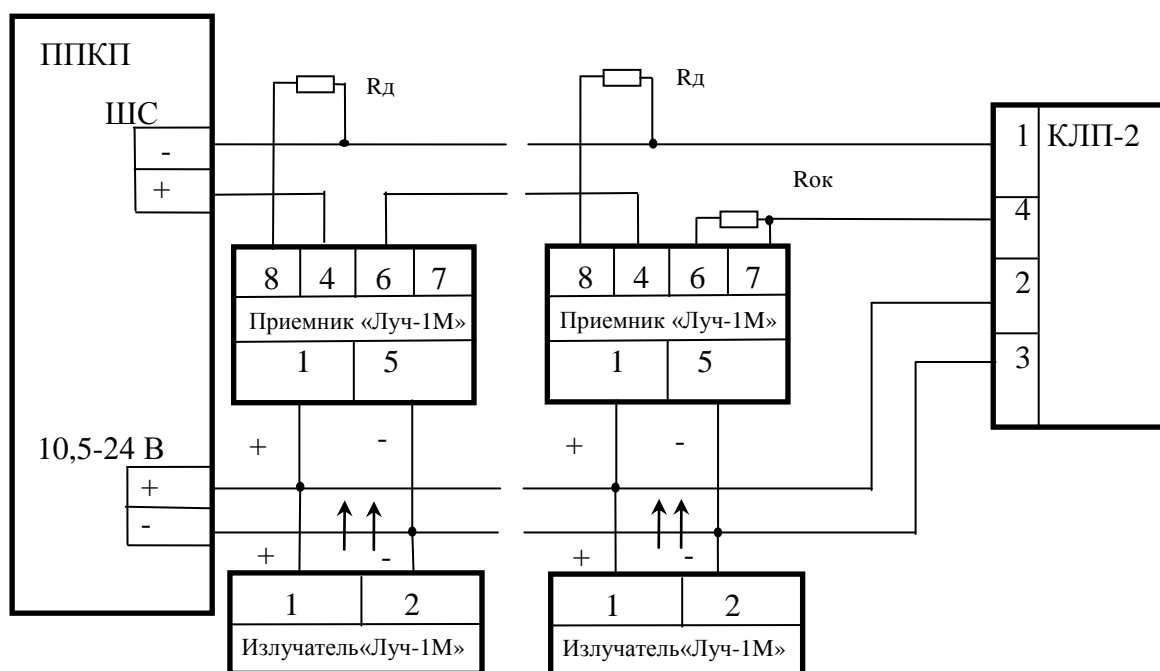 ППКП
Rд
Rд
ШС
-
+
1
КЛП-2
Rок
4
8 4 6 7
8 4 6 7
2
Приемник «Луч-1М»
Приемник «Луч-1М»
1 5
1 5
3
+ -
+ -
10,5-24 В
+
-
+ -
+ -
1 2
1 2
Излучатель«Луч-1М»
Излучатель«Луч-1М»